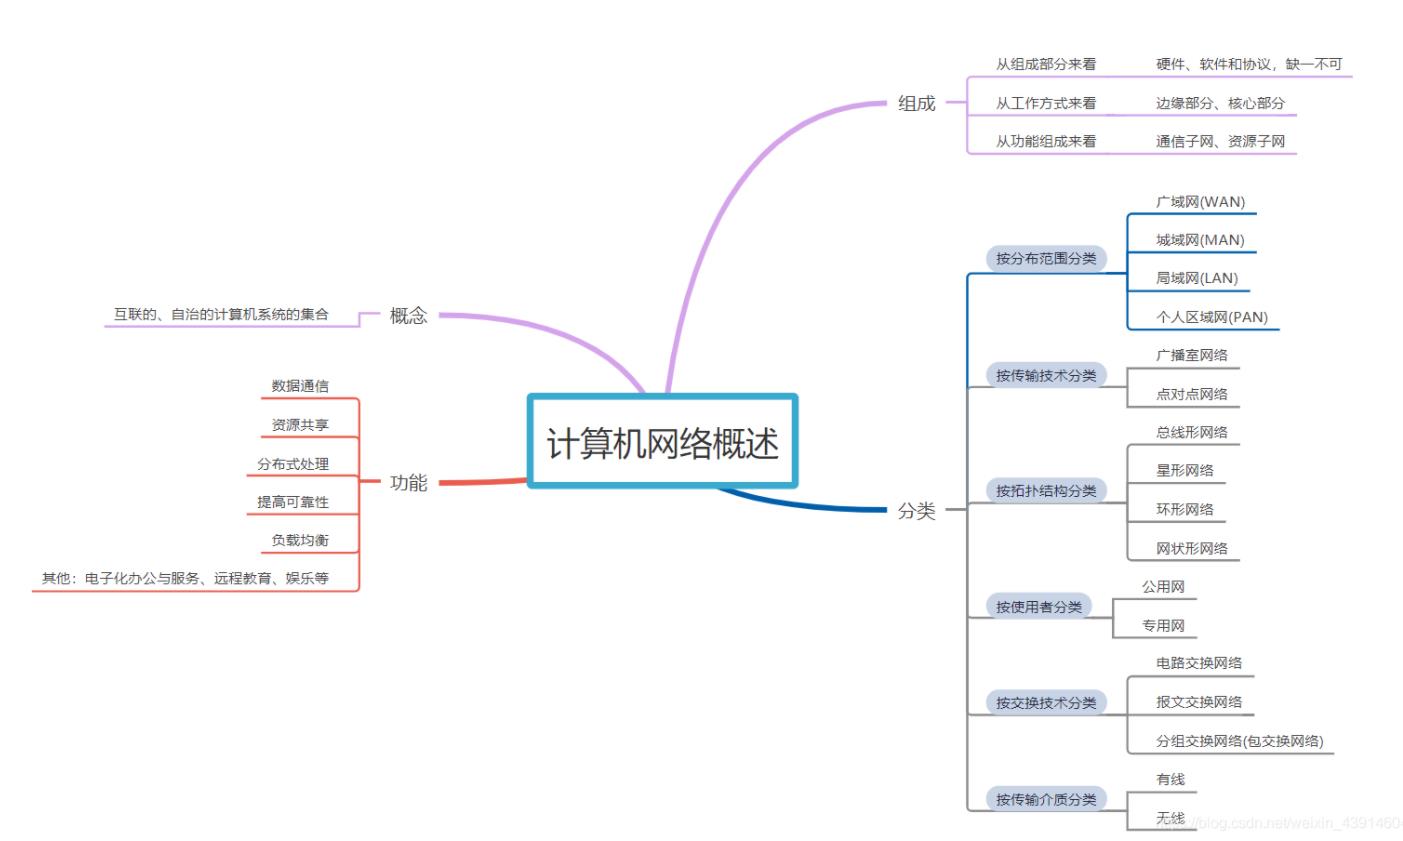 计算机网络概述
概念
互联的、自治的计算机系统的集合
功能
数据通信
资源共享
分布式处理
提高可靠性
负载均衡
其他：电子化办公与服务、远程教育、娱乐等
组成
从组成部分来看
硬件、软件和协议，缺一不可
从工作方式来看
边缘部分、核心部分
从功能组成来看
通信子网、资源子网
分类
按分布范围分类
广域网(WAN)
城域网(MAN)
局域网(LAN)
个人区域网(PAN)
按传输技术分类
广播室网络
点对点网络
按拓扑结构分类
总线形网络
星形网络
环形网络
网状形网络
按使用者分类
公用网
专用网
按交换技术分类
电路交换网络
报文交换网络
分组交换网络(包交换网络)
按传输介质分类
有线
无线
blog.csdn.net/weixin_4391460